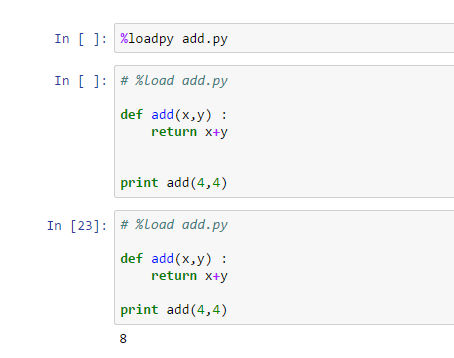 In [ ]: %loadpy add.py
In [ ]: # %load add.py
def add(x,y) :
    return x+y
print add(4,4)
In [23]: # %load add.py
def add(x,y) :
    return x+y
print add(4,4)
8